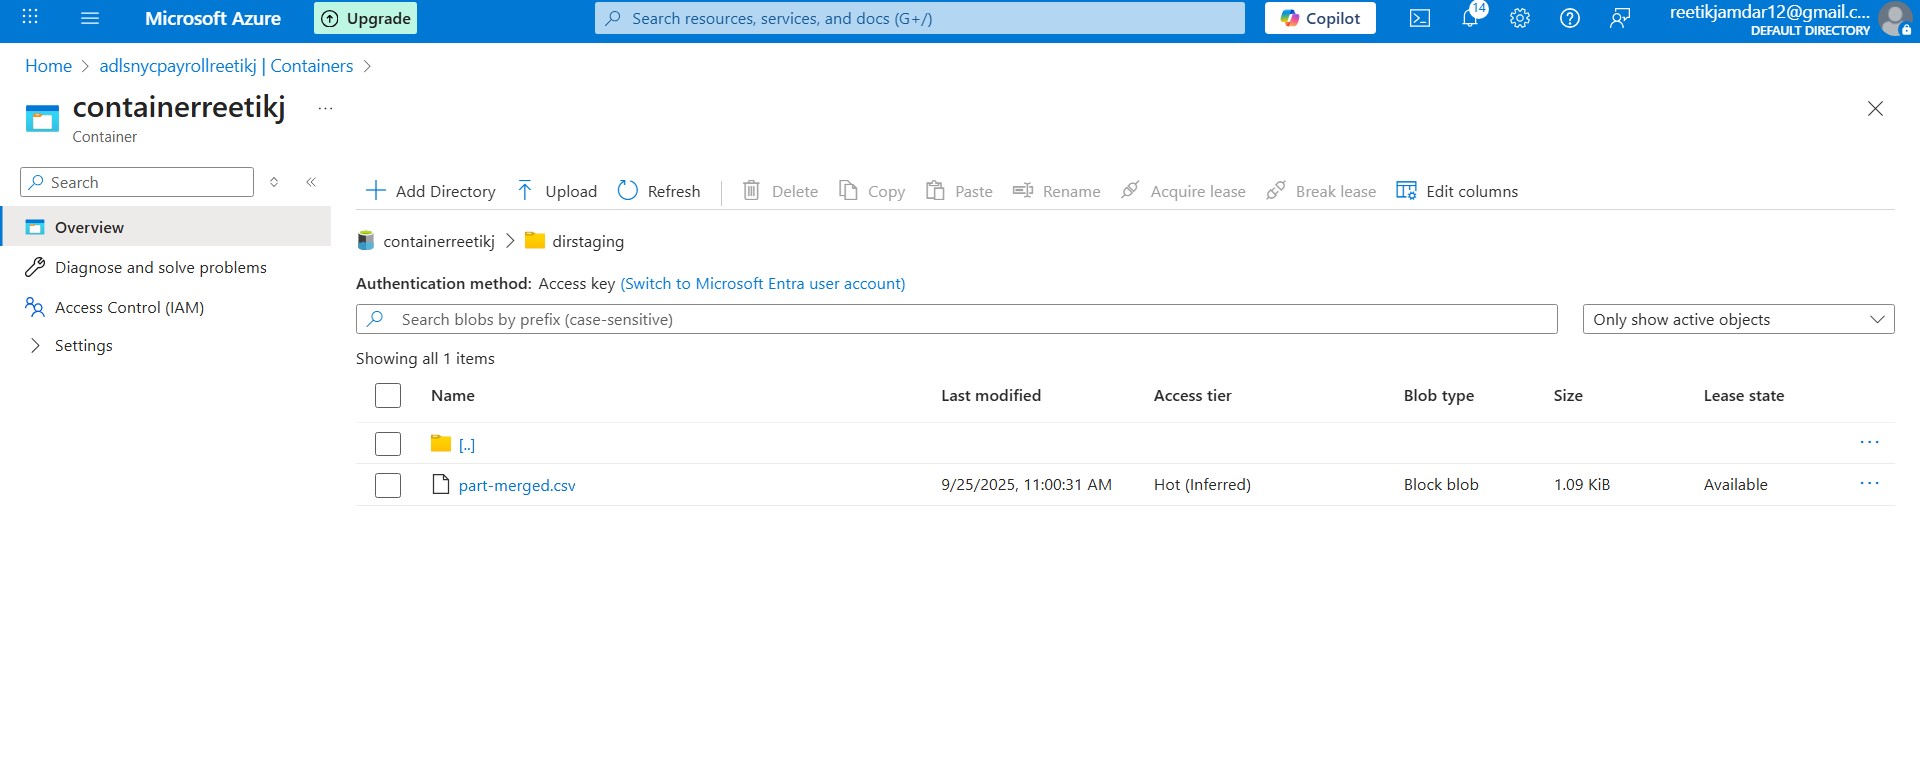 Microsoft Azure
Upgrade
Search resources, services, and docs (G+/)
Copilot
14
reetikjamdar12@gmail.c...
DEFAULT DIRECTORY
Home > adlsnycpayrollreetikj | Containers >
containerreetikj ...
Container
Search
Overview
Diagnose and solve problems
Access Control (IAM)
Settings
Add Directory Upload Refresh Delete Copy Paste Rename Acquire lease Break lease Edit columns
containerreetikj > dirstaging
Authentication method: Access key (Switch to Microsoft Entra user account)
Search blobs by prefix (case-sensitive)
Only show active objects
Showing all 1 items
Name Last modified Access tier Blob type Size Lease state
[..] ...
part-merged.csv 9/25/2025, 11:00:31 AM Hot (Inferred) Block blob 1.09 KiB Available ...